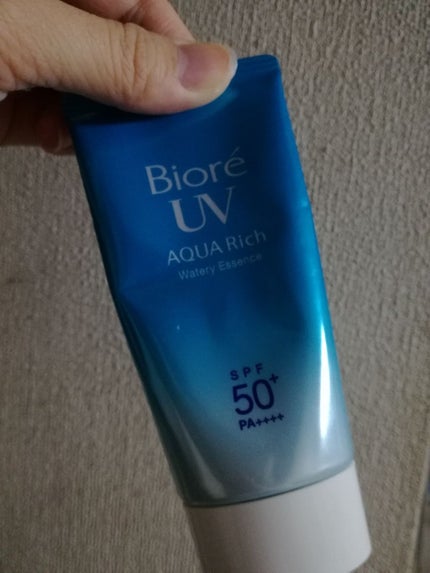 Bioré
UV
AQUA Rich
Watery Essence
SPF
50+
PA++++